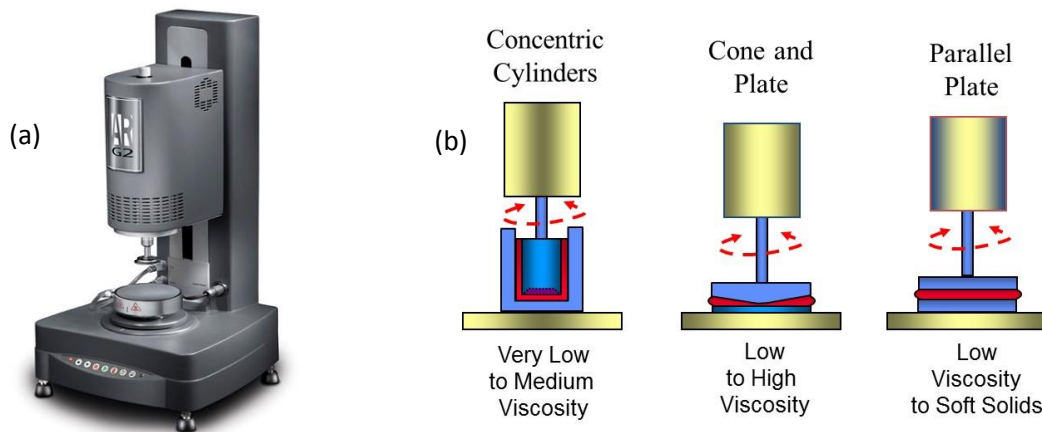 (a)
AR
G2
(b)
Concentric
Cylinders
Very Low
to Medium
Viscosity
Cone and
Plate
Low
to High
Viscosity
Parallel
Plate
Low
Viscosity
to Soft Solids